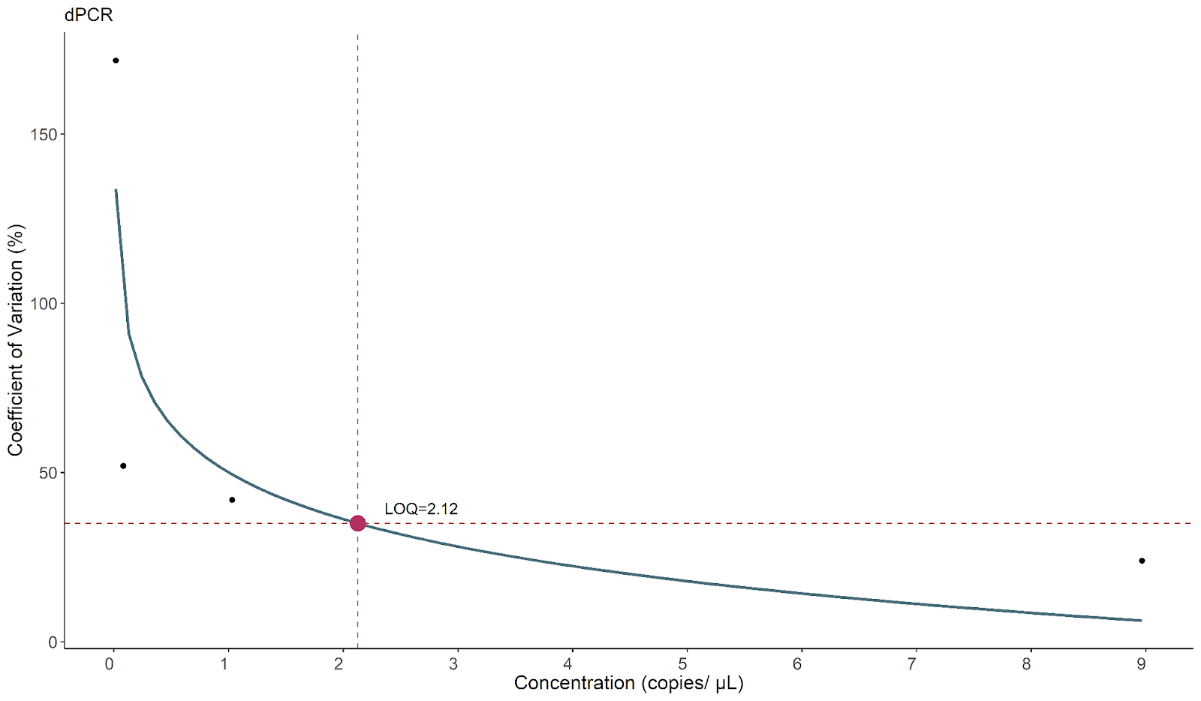 dPCR
150
100
50
0
Coefficient of Variation (%)
LOQ=2.12
0 1 2 3 4 5 6 7 8 9
Concentration (copies/ µL)